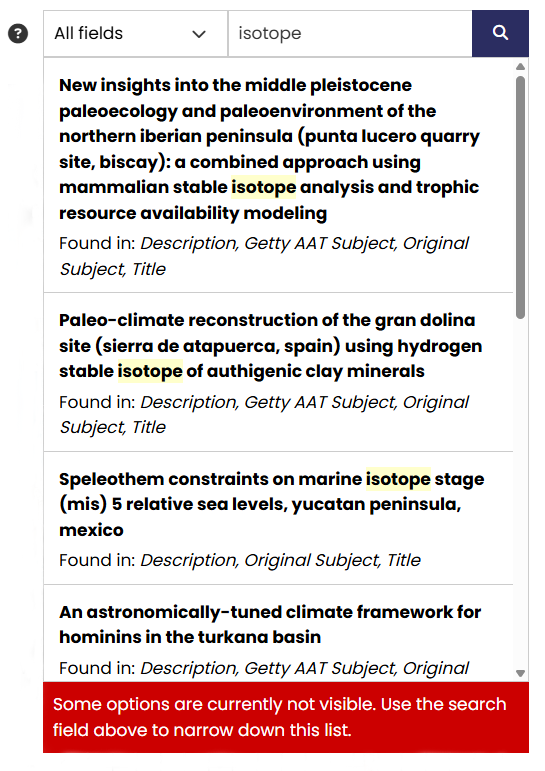 ? All fields isotope
New insights into the middle pleistocene
paleoecology and paleoenvironment of the
northern iberian peninsula (punta lucero quarry
site, biscay): a combined approach using
mammalian stable isotope analysis and trophic
resource availability modeling
Found in: Description, Getty AAT Subject, Original
Subject, Title
Paleo-climate reconstruction of the gran dolina
site (sierra de atapuerca, spain) using hydrogen
stable isotope of authigenic clay minerals
Found in: Description, Getty AAT Subject, Original
Subject, Title
Speleothem constraints on marine isotope stage
(mis) 5 relative sea levels, yucatan peninsula,
mexico
Found in: Description, Original Subject, Title
An astronomically-tuned climate framework for
hominins in the turkana basin
Found in: Description, Getty AAT Subject, Original
Some options are currently not visible. Use the search
field above to narrow down this list.